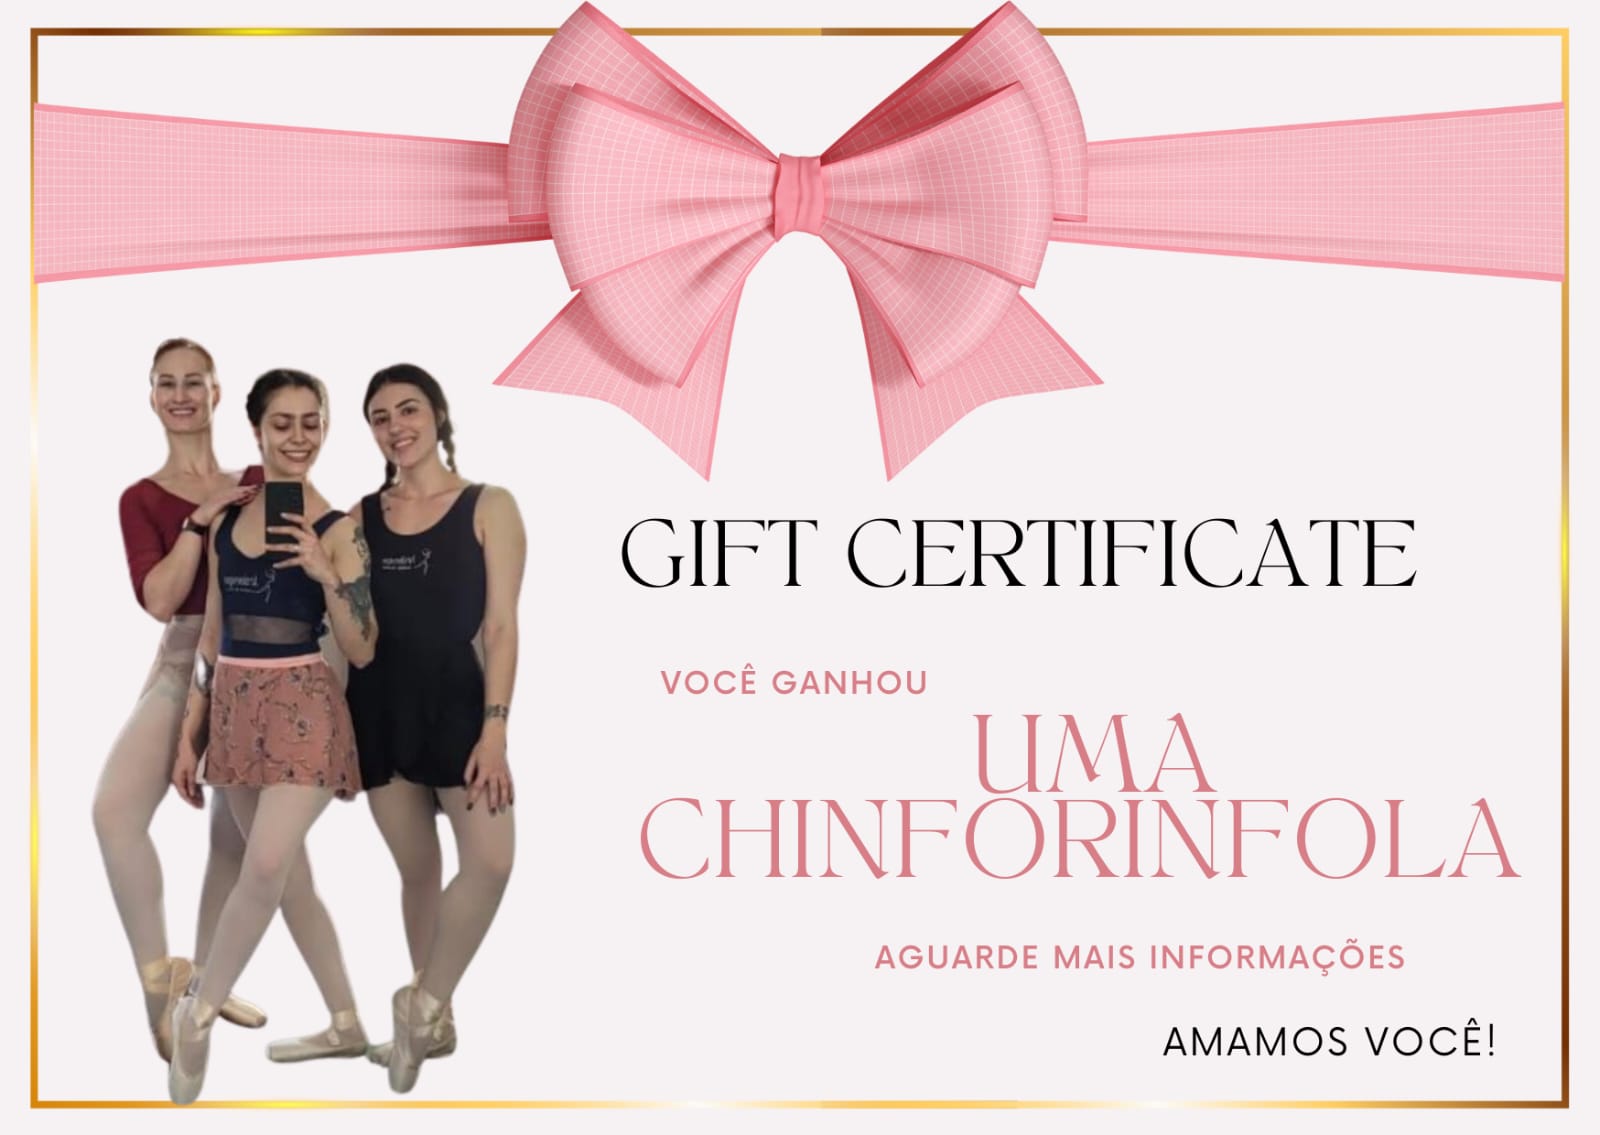 GIFT CERTIFICATE
VOCÊ GANHOU
UMA
CHINFORINFOLA
AGUARDE MAIS INFORMAÇÕES
AMAMOS VOCÊ!